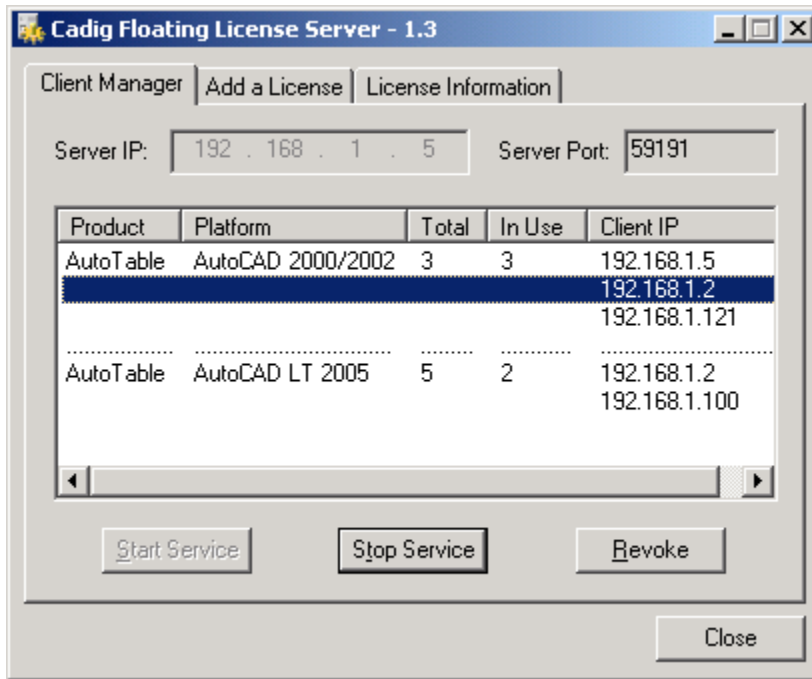 Cadig Floating License Server - 1.3
Client Manager Add a License License Information
Server IP: 192 . 168 . 1 . 5 Server Port: 59191
Product Platform Total In Use Client IP
AutoTable AutoCAD 2000/2002 3 3 192.168.1.5
192.168.1.2
192.168.1.121
AutoTable AutoCAD LT 2005 5 2 192.168.1.2
192.168.1.100
Start Service Stop Service Revoke
Close